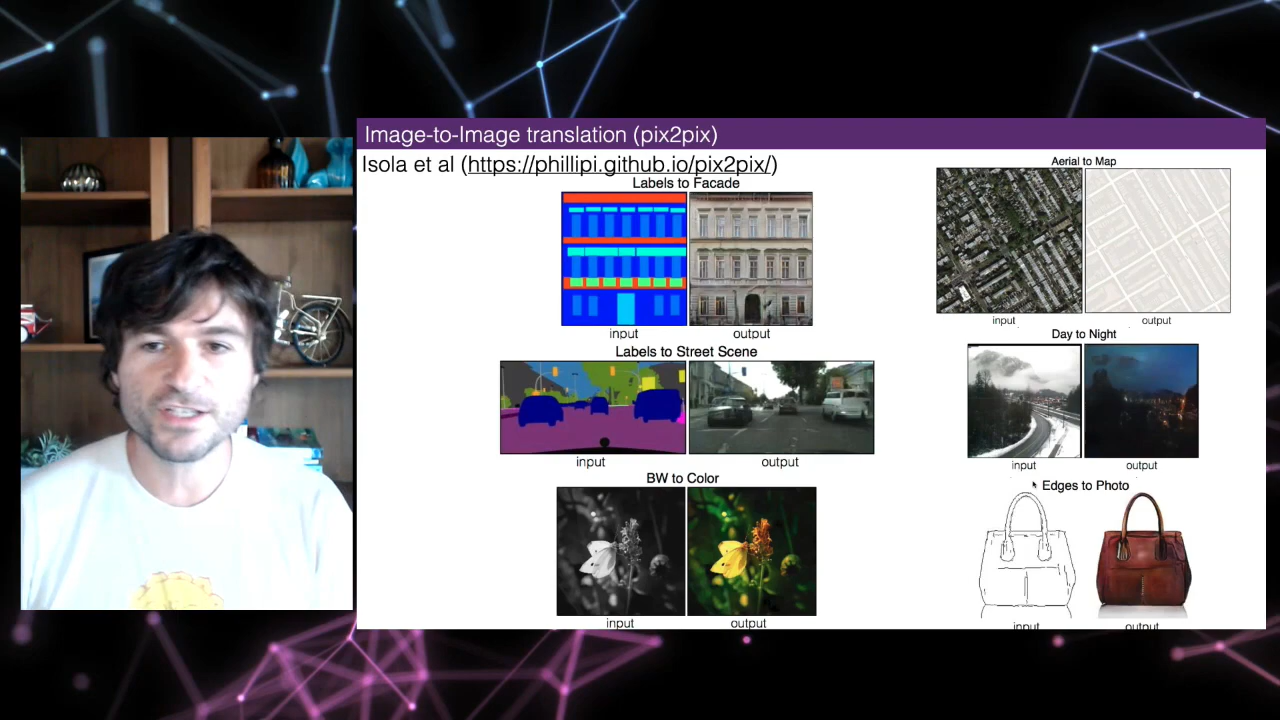 Image-to-Image translation (pix2pix)
Isola et al (https://phillipi.github.io/pix2pix/)
Labels to Facade
input
output
Labels to Street Scene
input
output
BW to Color
input
output
Aerial to Map
input
output
Day to Night
input
output
Edges to Photo
input
output